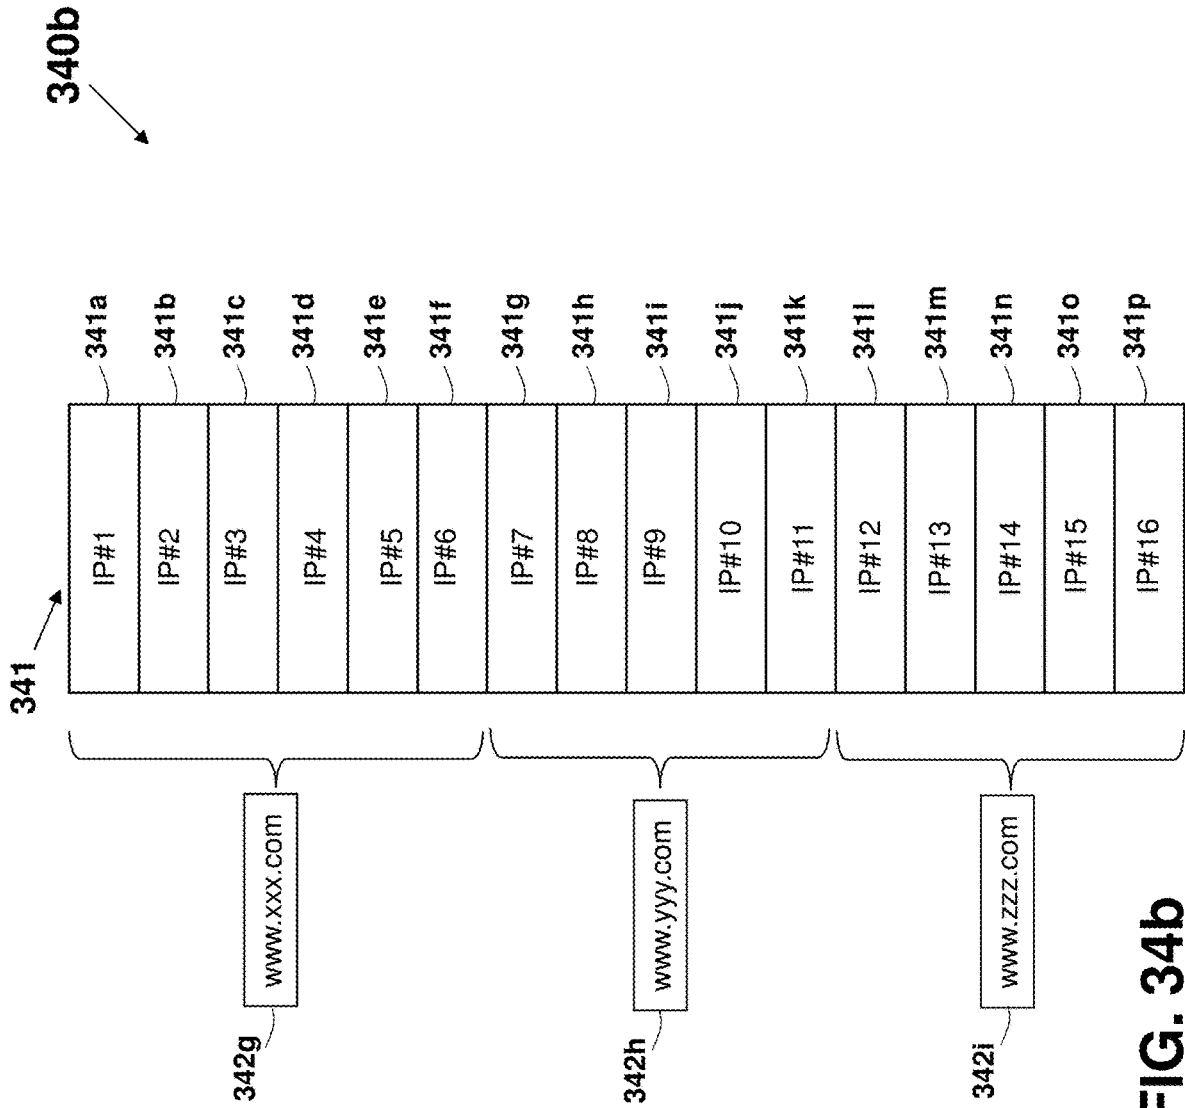 341
340b
IP#1 341a
IP#2 341b
IP#3 341c
342g
www.xxx.com
IP#4 341d
IP#5 341e
IP#6 341f
IP#7 341g
IP#8 341h
342h
www.yyy.com
IP#9 341i
IP#10 341j
IP#11 341k
IP#12 341l
IP#13 341m
342i
www.zzz.com
IP#14 341n
IP#15 341o
IP#16 341p
FIG. 34b